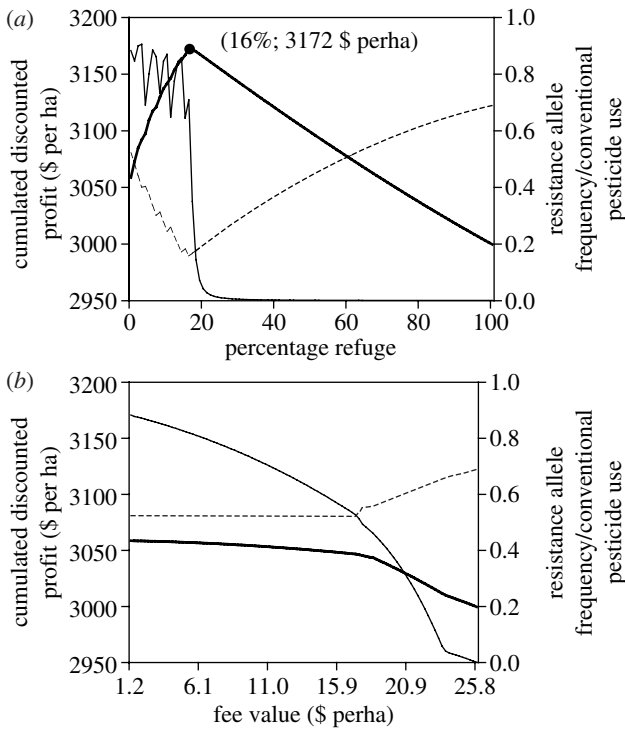 (a)
3200
3150
3100
3050
3000
2950
cumulated discounted
profit ($ per ha)
(16%; 3172 $ perha)
1.0
0.8
0.6
0.4
0.2
0.0
resistance allele
frequency/conventional
pesticide use
0 20 40 60 80 100
percentage refuge
(b)
3200
3150
3100
3050
3000
2950
cumulated discounted
profit ($ per ha)
1.0
0.8
0.6
0.4
0.2
0.0
resistance allele
frequency/conventional
pesticide use
1.2 6.1 11.0 15.9 20.9 25.8
fee value ($ perha)